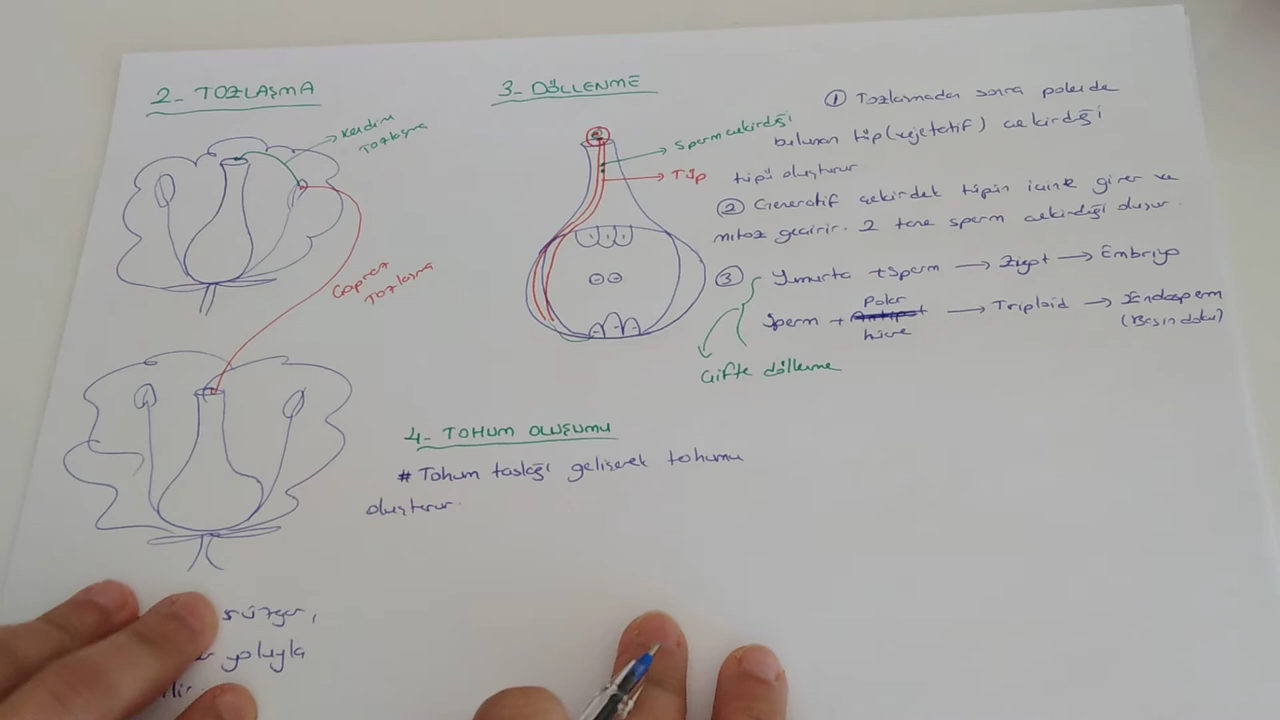 2- TOZLAŞMA
Kendini
Tozlaşma
Çapraz
Tozlaşma
rüzgar,
yoluyla
3- DÖLLENME
Sperm çekirdeği
Tüp
① Tozlaşmadan sonra polende
bulunan tüp(vejetatif) çekirdeği
tüpü oluşturur
② Generatif çekirdek tüpün içine girer ve
mitoz geçirir. 2 tane sperm çekirdeği oluşur.
③ Yumurta + Sperm → Zigot → Embriyo
Sperm + Polar hücre → Triploid → Endosperm
(Besin doku)
Çifte döllenme
4- TOHUM OLUŞUMU
# Tohum taslağı gelişerek tohumu
oluşturur.